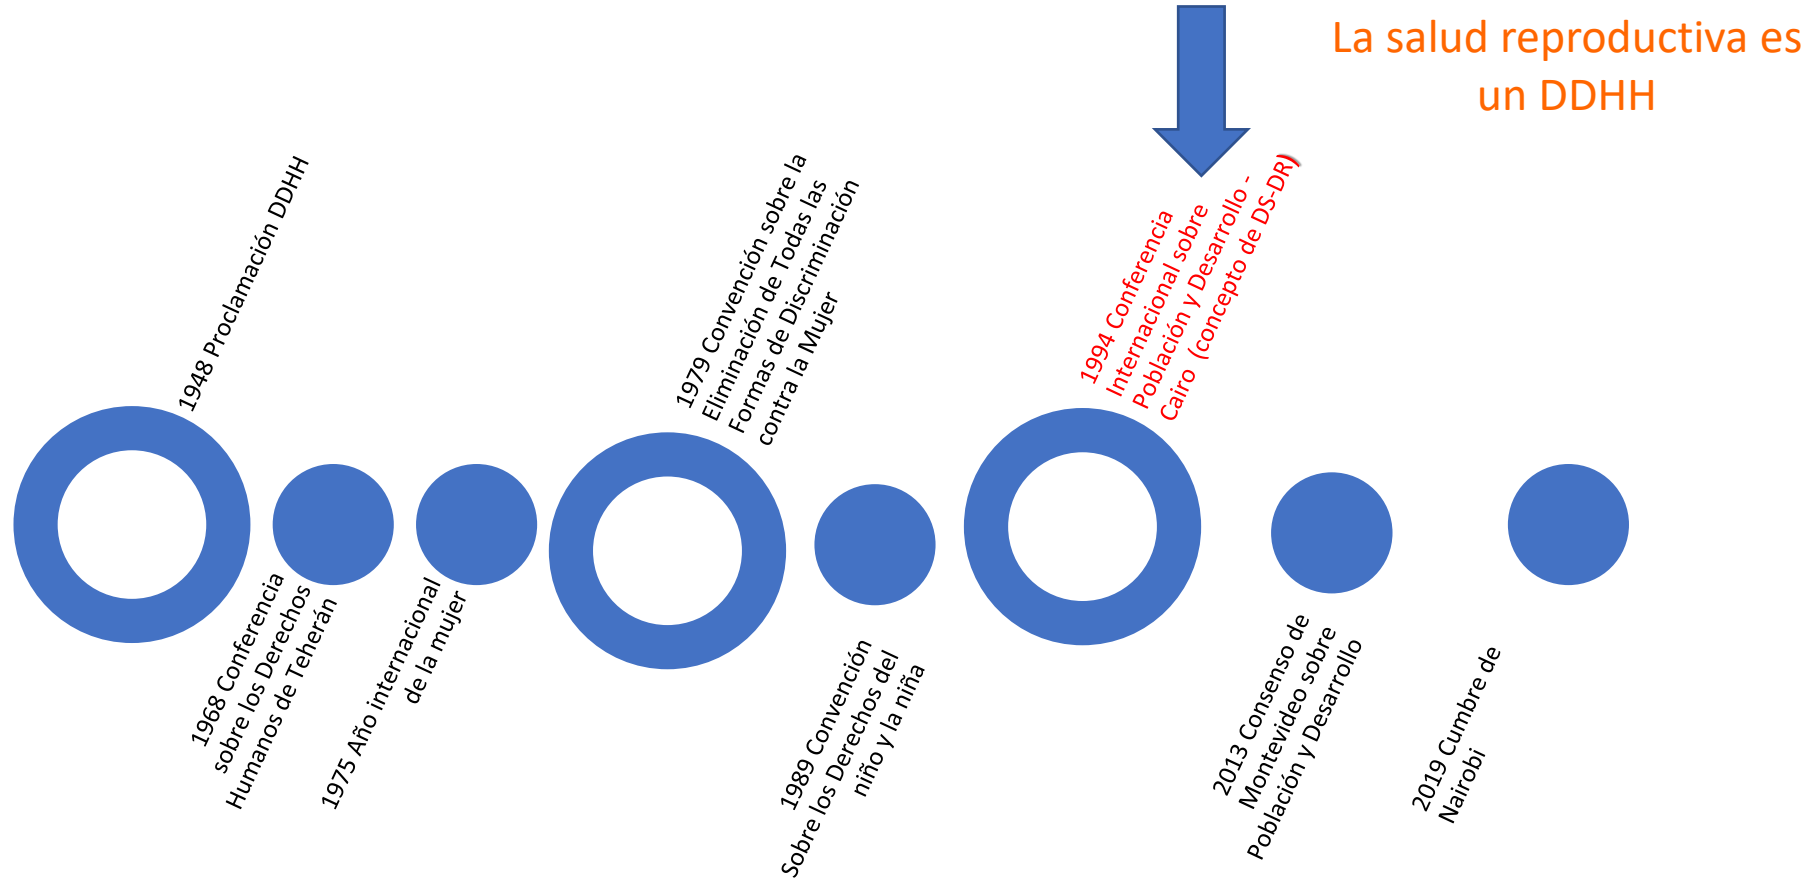 La salud reproductiva es
un DDHH
1948 Proclamación DDHH
1968 Conferencia
sobre los Derechos
Humanos de Teherán
1975 Año internacional
de la mujer
1979 Convención sobre la
Eliminación de Todas las
Formas de Discriminación
contra la Mujer
1989 Convención
Sobre los Derechos del
niño y la niña
1994 Conferencia
Internacional sobre
Población y Desarrollo -
Cairo (concepto de DS-DR)
2013 Consenso de
Montevideo sobre
Población y Desarrollo
2019 Cumbre de
Nairobi